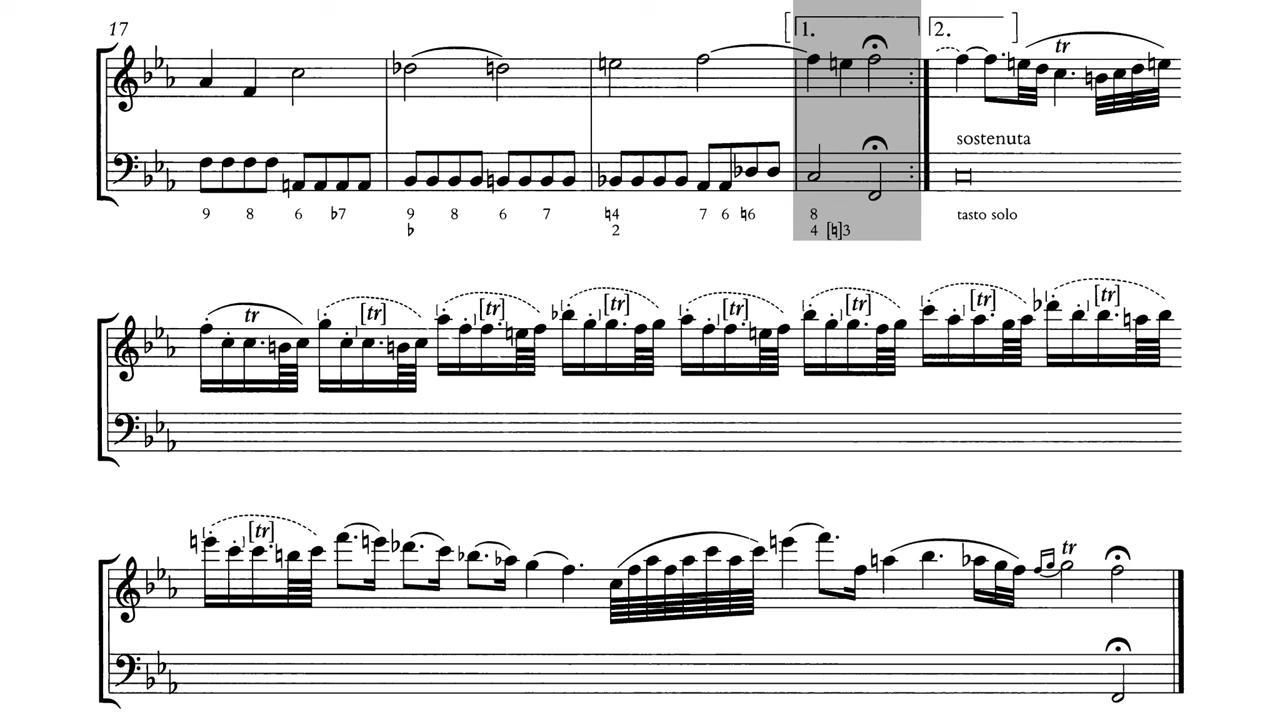 17
[1.
2. ]
tr
sostenuta
9 8 6 ♭7 9 8 6 7 ♮4 7 6 ♮6 8 tasto solo
♭ 2 4 [♮]3
tr [tr] [tr] [tr] [tr] [tr] [tr] [tr]
[tr] tr